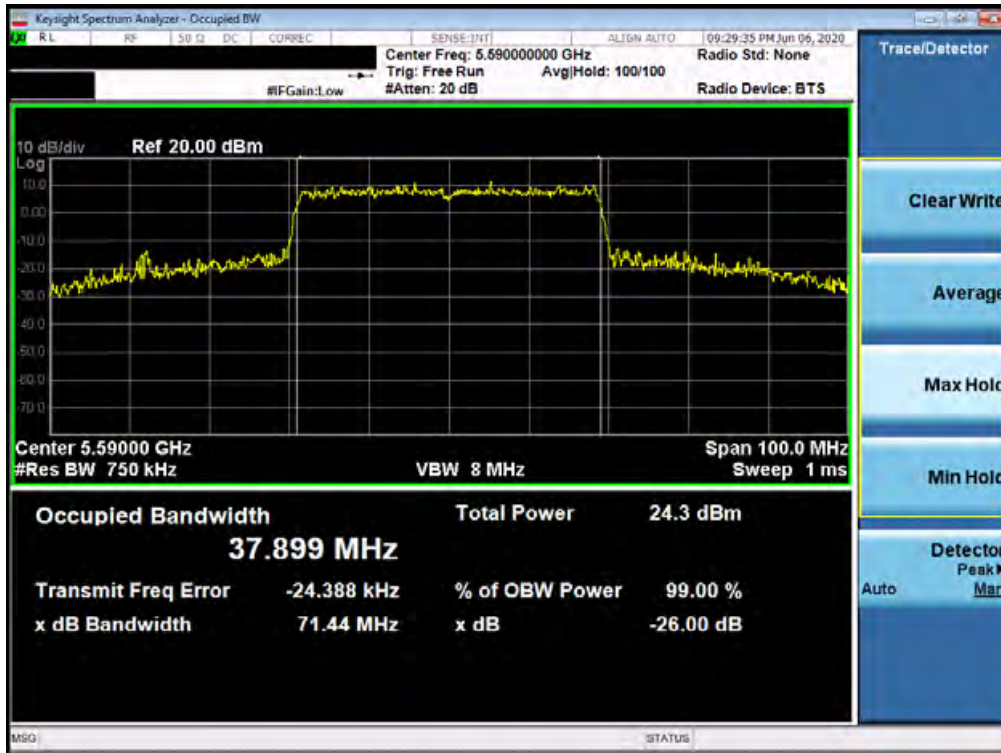 Keysight Spectrum Analyzer - Occupied BW
RL RF 50 Ω DC CORREC SENSE:INT ALIGN AUTO 09:29:35 PM Jun 06, 2020
Center Freq: 5.590000000 GHz Radio Std: None
Trig: Free Run Avg|Hold: 100/100
#IFGain:Low #Atten: 20 dB Radio Device: BTS
Trace/Detector
10 dB/div Ref 20.00 dBm
Log
10.0
0.00
-10.0
-20.0
-30.0
-40.0
-50.0
-60.0
-70.0
Center 5.59000 GHz Span 100.0 MHz
#Res BW 750 kHz VBW 8 MHz Sweep 1 ms
Occupied Bandwidth Total Power 24.3 dBm
37.899 MHz
Transmit Freq Error -24.388 kHz % of OBW Power 99.00 %
x dB Bandwidth 71.44 MHz x dB -26.00 dB
Clear Write
Average
Max Hold
Min Hold
Detector
Peak
Auto Man
MSG STATUS